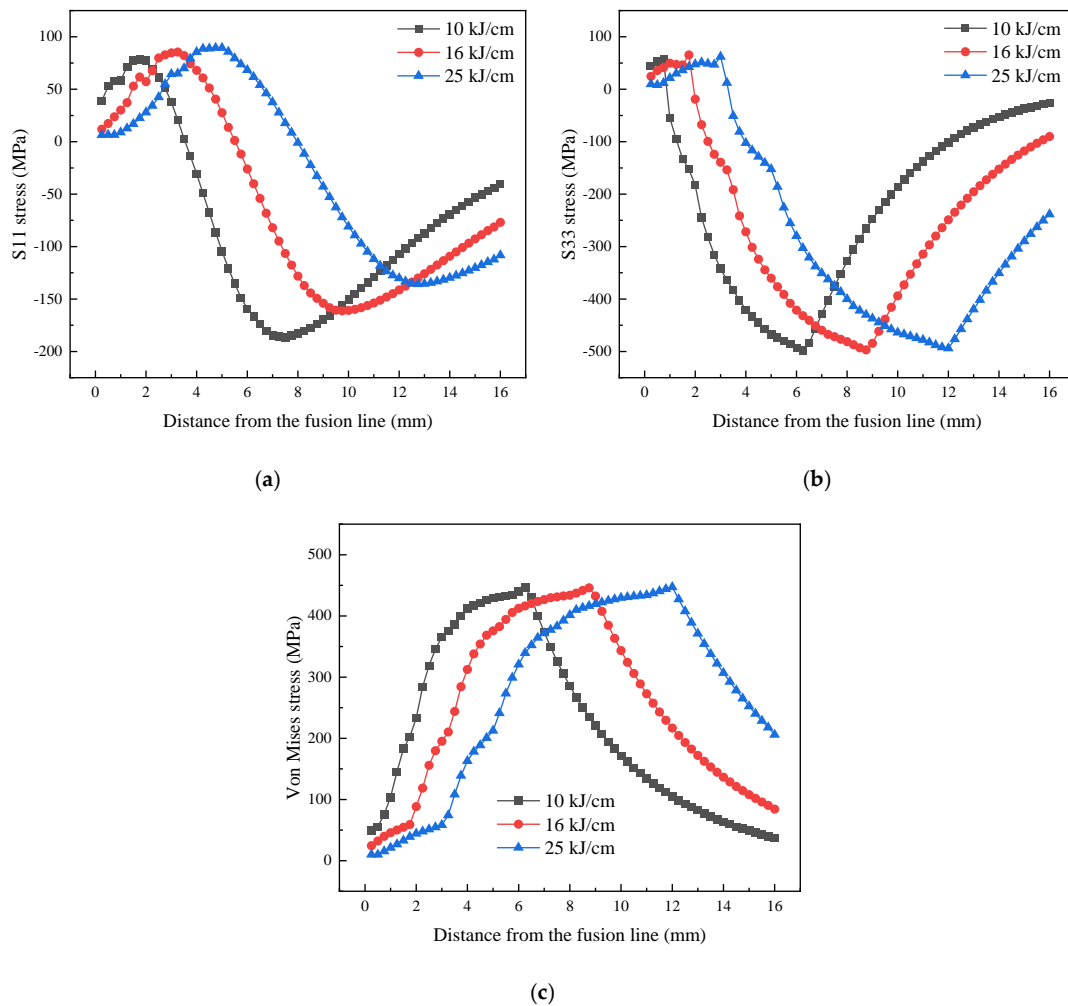 10 kJ/cm
16 kJ/cm
25 kJ/cm
100
50
0
-50
-100
-150
-200
S11 stress (MPa)
0 2 4 6 8 10 12 14 16
Distance from the fusion line (mm)
(a)
10 kJ/cm
16 kJ/cm
25 kJ/cm
100
0
-100
-200
-300
-400
-500
S33 stress (MPa)
0 2 4 6 8 10 12 14 16
Distance from the fusion line (mm)
(b)
500
400
300
200
100
0
Von Mises stress (MPa)
10 kJ/cm
16 kJ/cm
25 kJ/cm
0 2 4 6 8 10 12 14 16
Distance from the fusion line (mm)
(c)